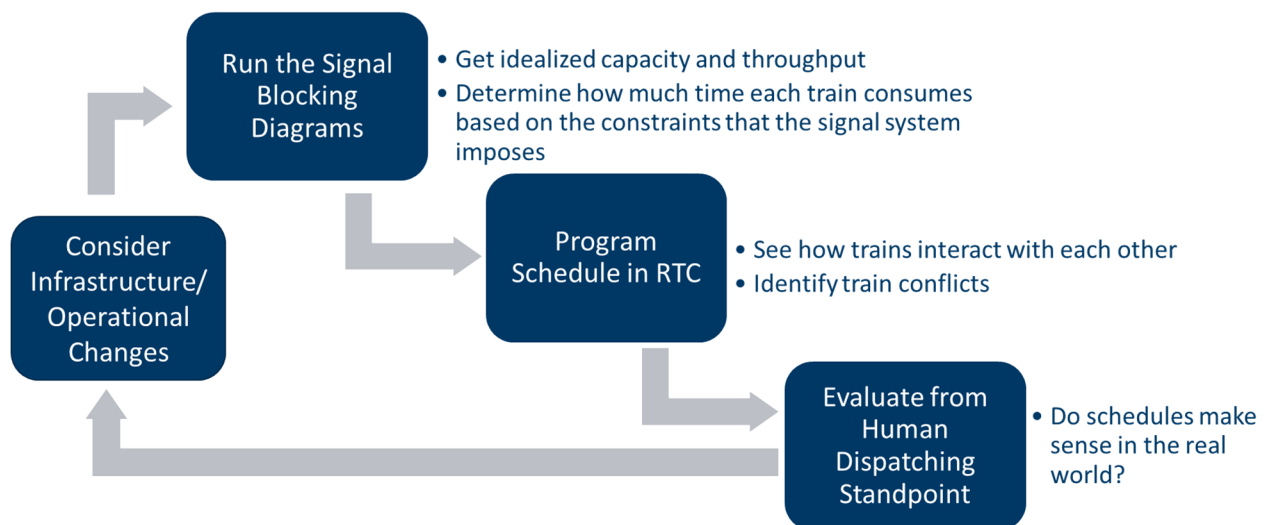 Run the Signal
Blocking
Diagrams
• Get idealized capacity and throughput
• Determine how much time each train consumes
based on the constraints that the signal system
imposes
Program
Schedule in RTC
• See how trains interact with each other
• Identify train conflicts
Evaluate from
Human
Dispatching
Standpoint
• Do schedules make
sense in the real
world?
Consider
Infrastructure/
Operational
Changes